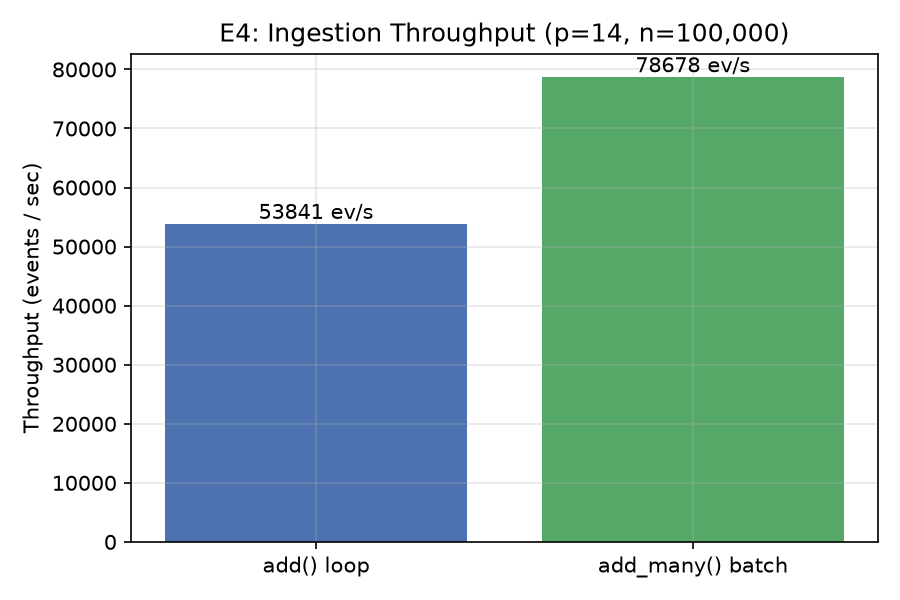 E4: Ingestion Throughput (p=14, n=100,000)
Throughput (events / sec)
80000
70000
60000
50000
40000
30000
20000
10000
0
53841 ev/s
78678 ev/s
add() loop
add_many() batch